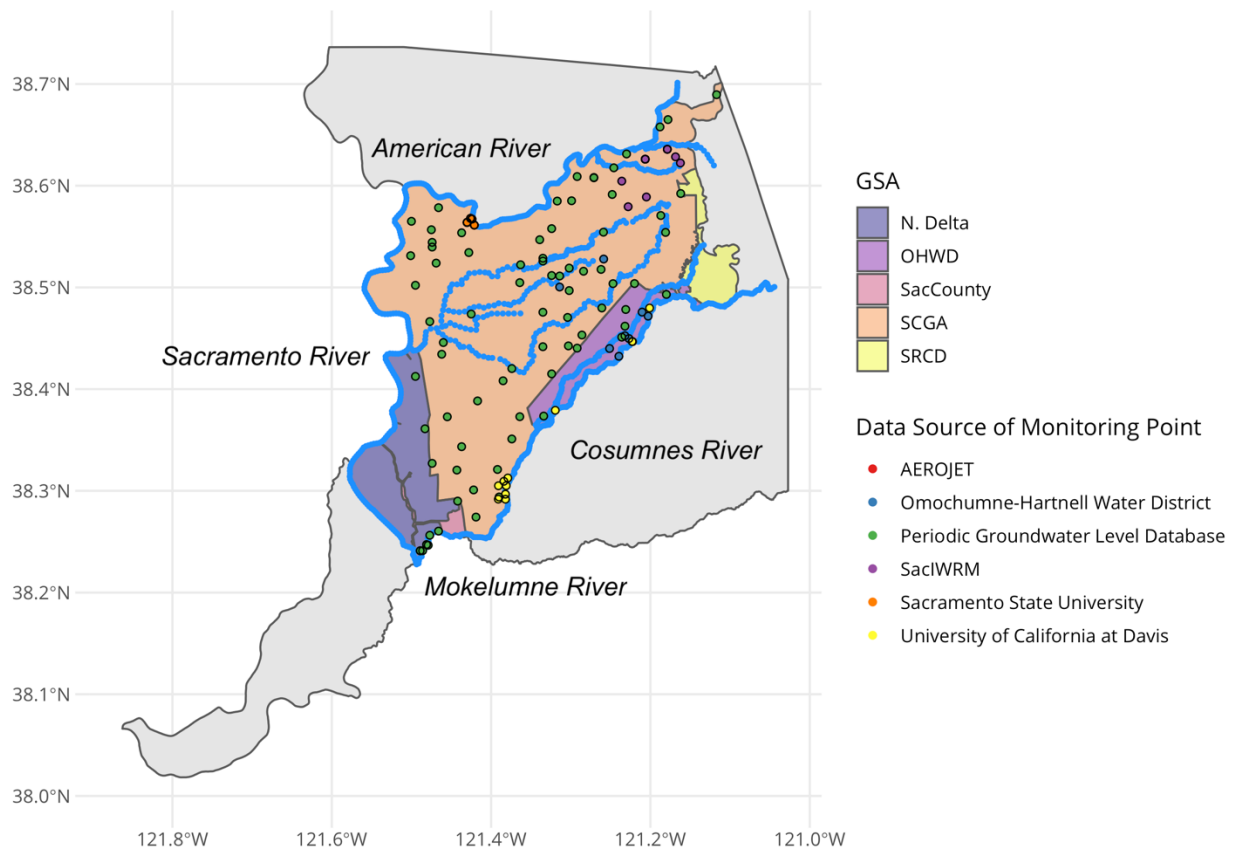 38.7°N
38.6°N
38.5°N
38.4°N
38.3°N
38.2°N
38.1°N
38.0°N
121.8°W
121.6°W
121.4°W
121.2°W
121.0°W
American River
Sacramento River
Cosumnes River
Mokelumne River
GSA
N. Delta
OHWD
SacCounty
SCGA
SRCD
Data Source of Monitoring Point
AEROJET
Omochumne-Hartnell Water District
Periodic Groundwater Level Database
SacIWRM
Sacramento State University
University of California at Davis